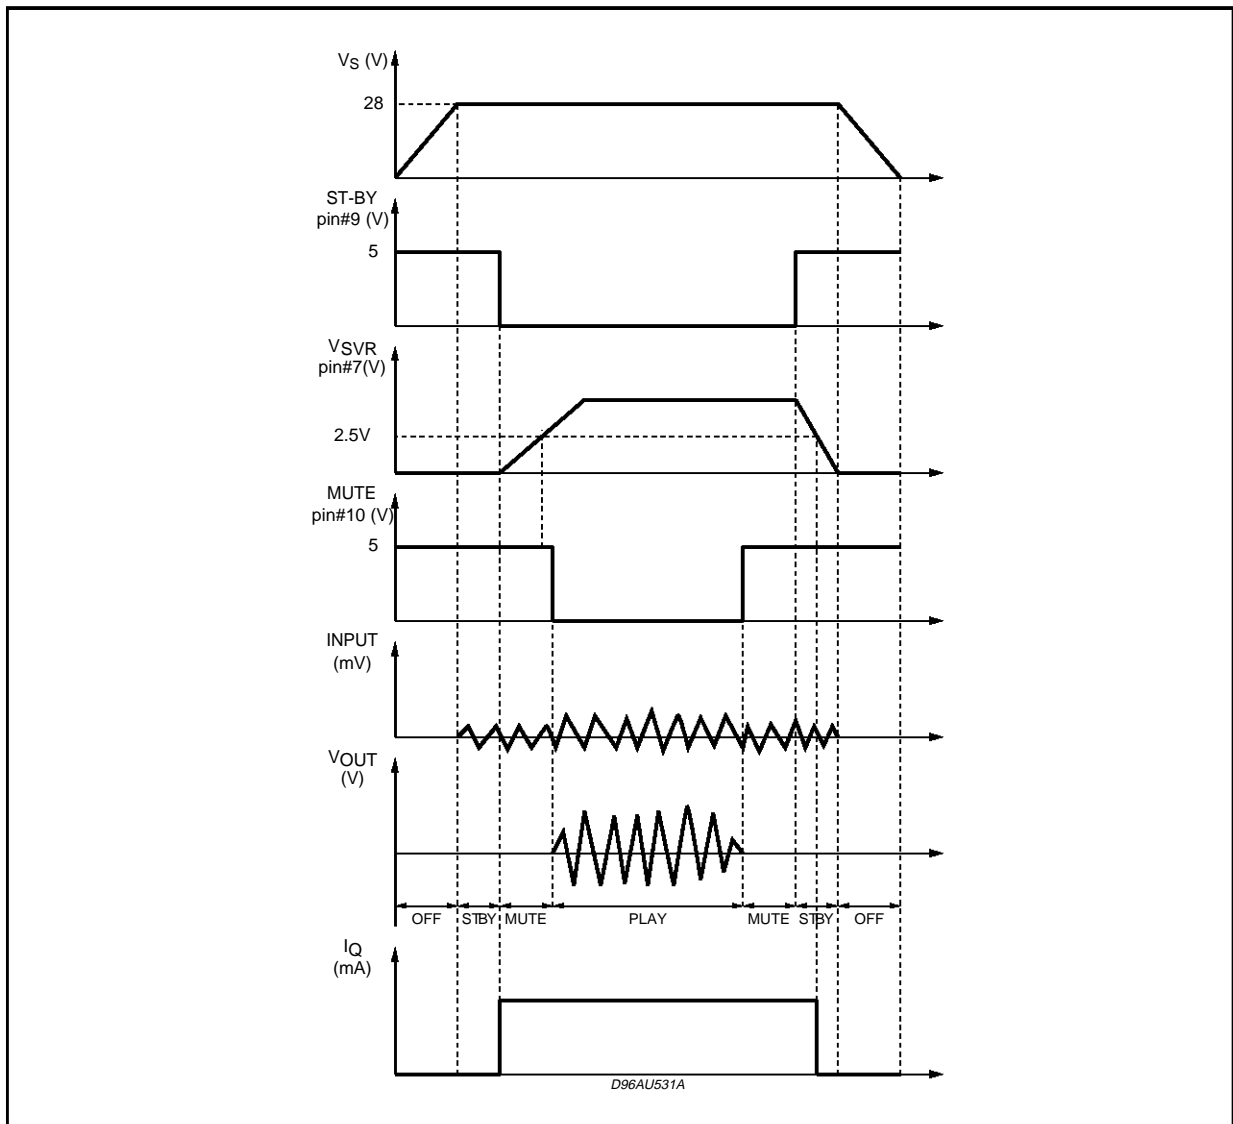 VS (V)
28
ST-BY
pin#9 (V)
5
VSVR
pin#7(V)
2.5V
MUTE
pin#10 (V)
5
INPUT
(mV)
VOUT
(V)
OFF STBY MUTE PLAY MUTE STBY OFF
IQ
(mA)
D96AU531A